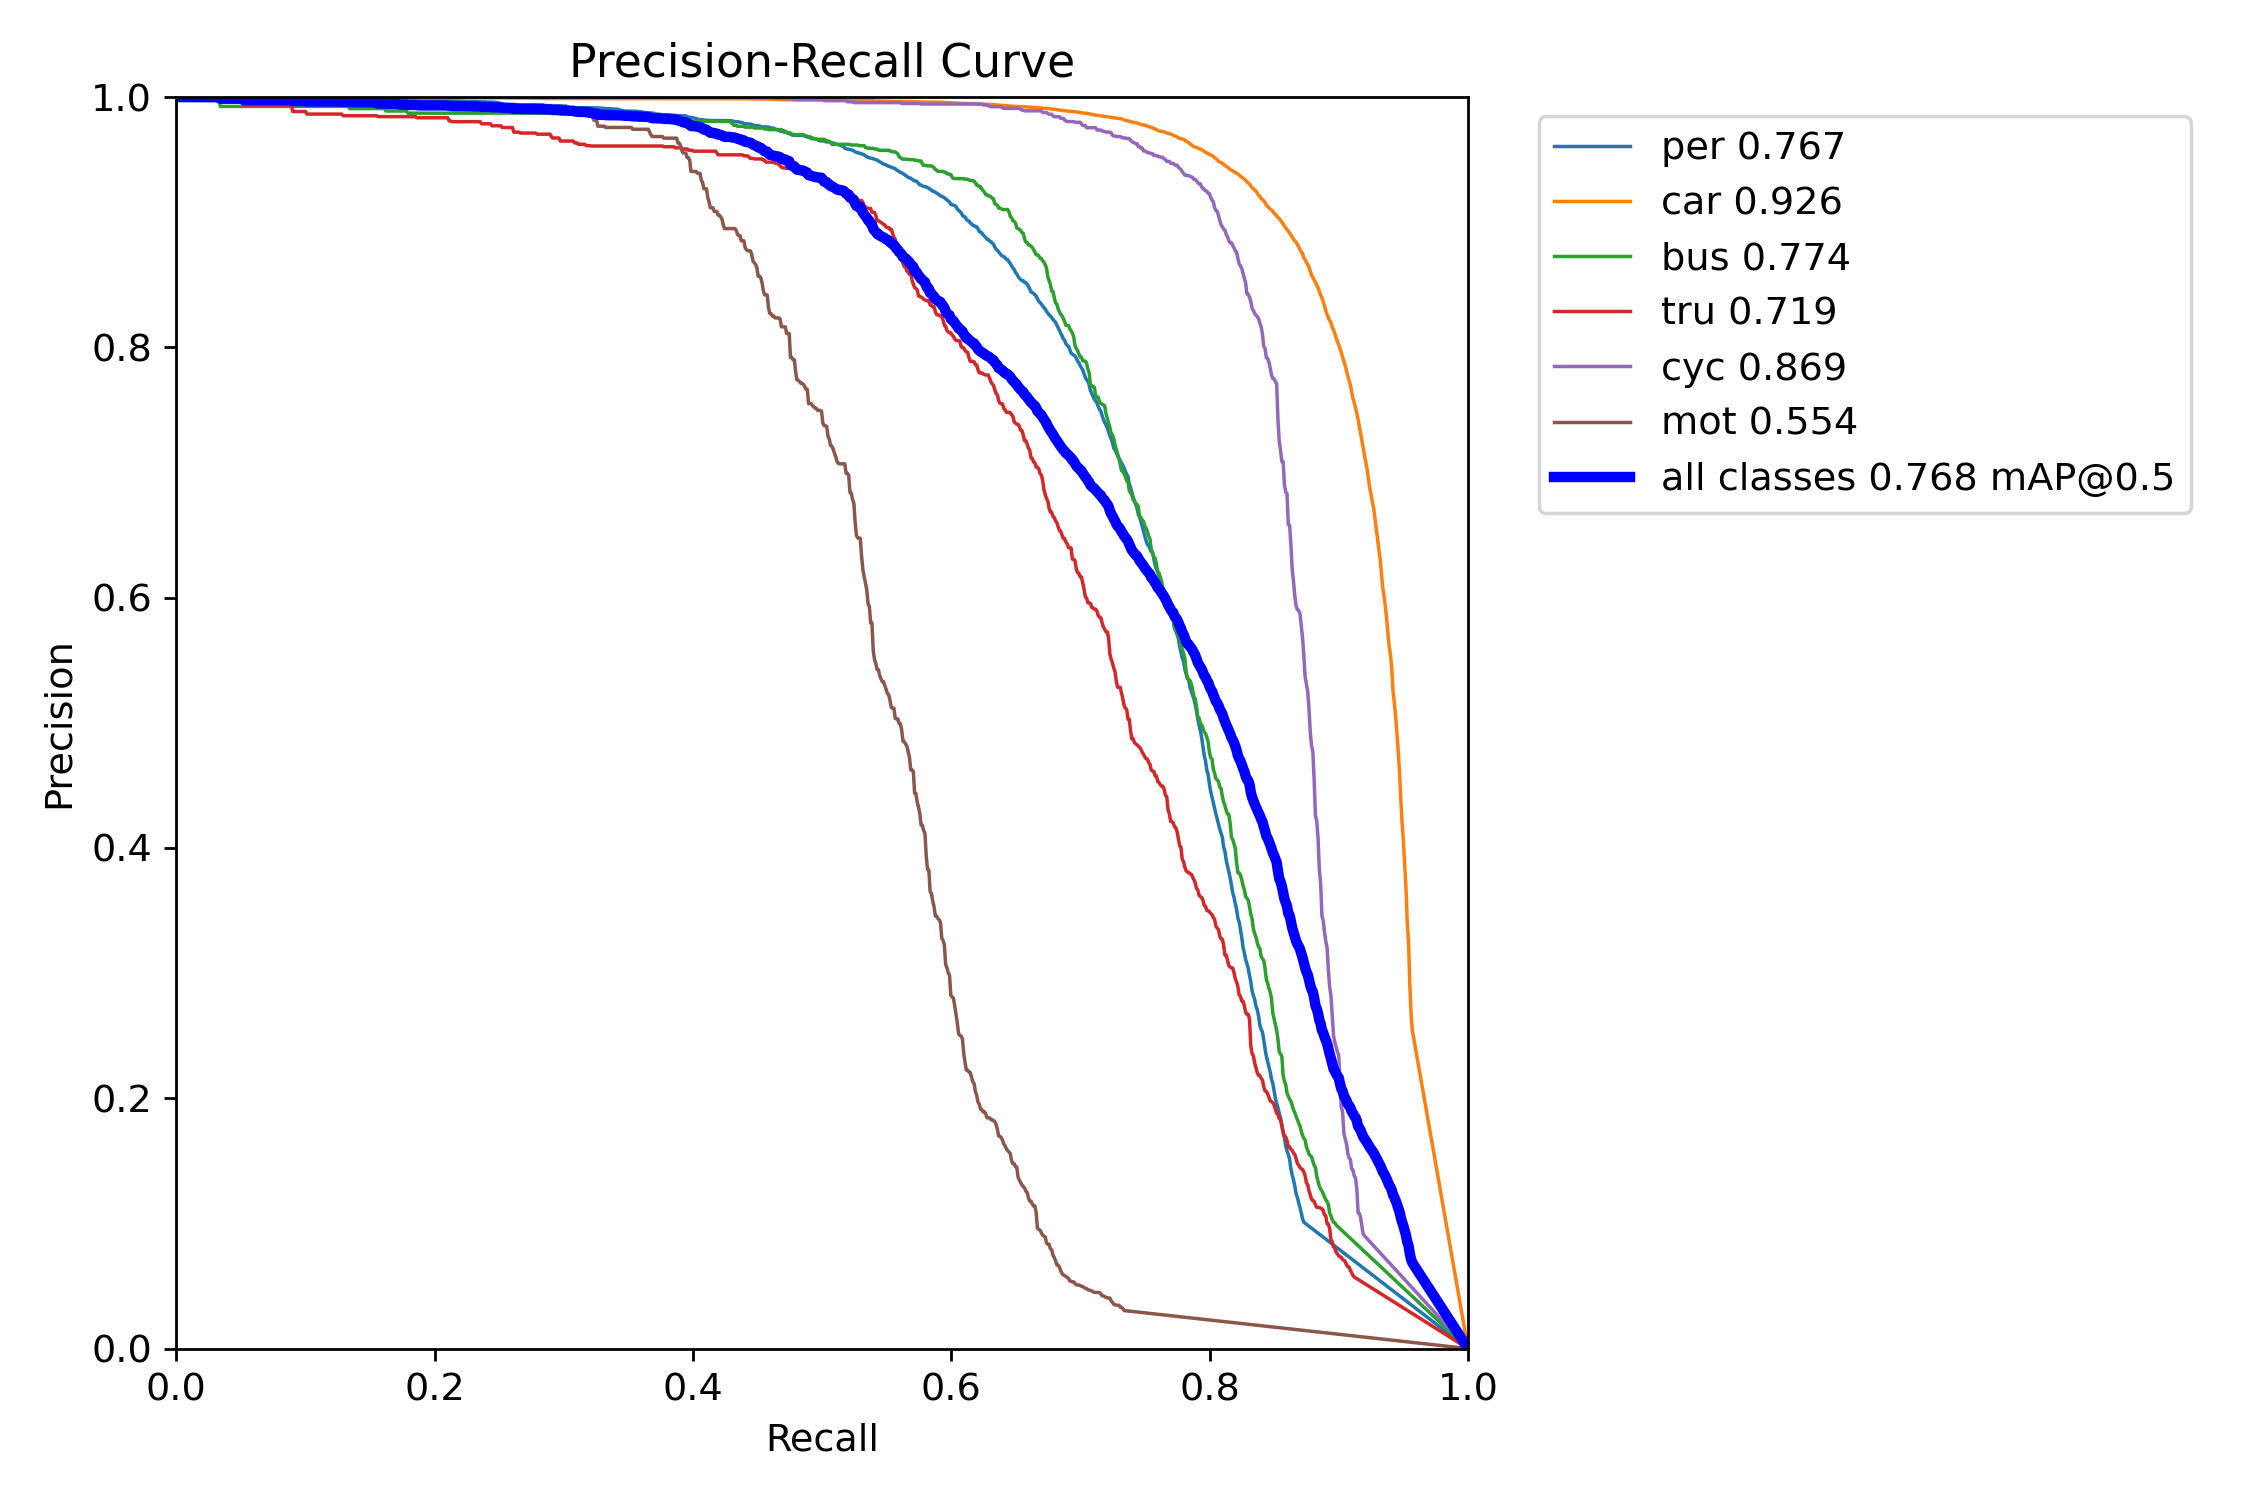 Precision-Recall Curve
1.0
0.8
0.6
0.4
0.2
0.0
Precision
0.0 0.2 0.4 0.6 0.8 1.0
Recall
per 0.767
car 0.926
bus 0.774
tru 0.719
cyc 0.869
mot 0.554
all classes 0.768 mAP@0.5